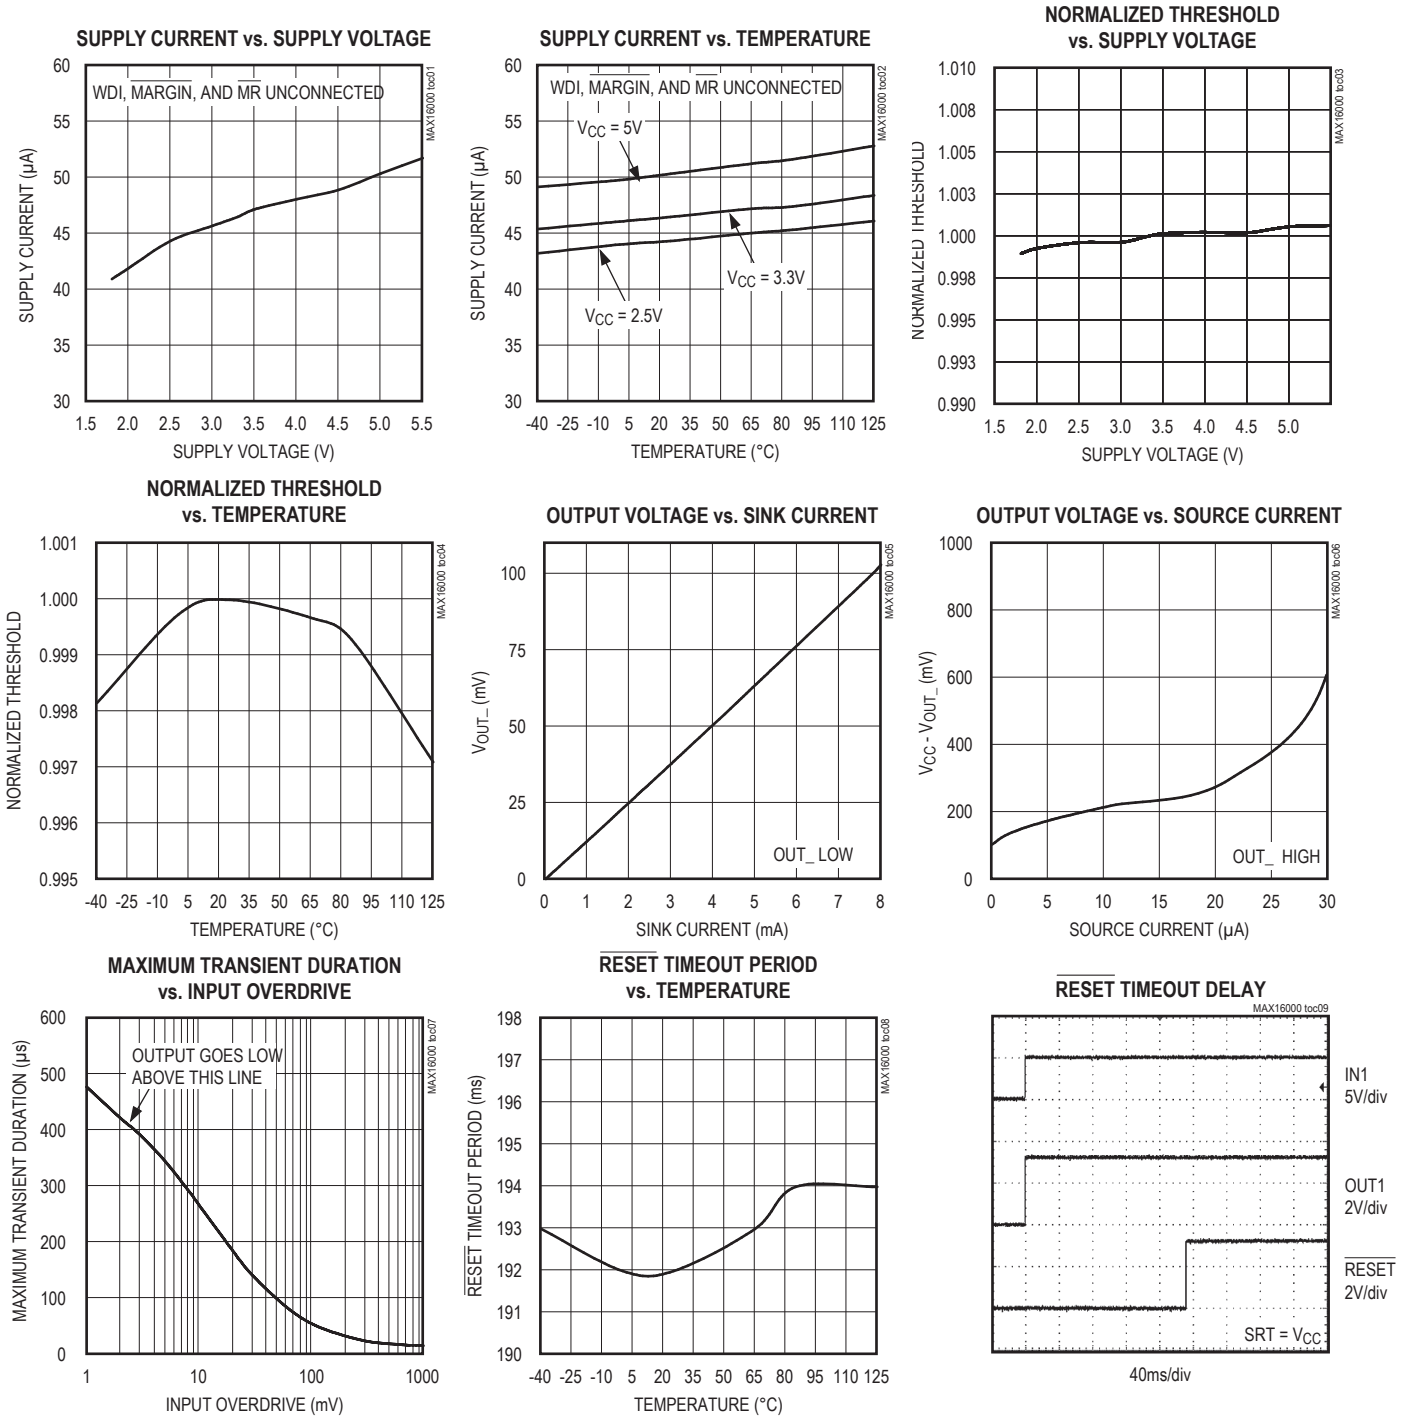 SUPPLY CURRENT vs. SUPPLY VOLTAGE
MAX16000 toc01
WDI, MARGIN, AND MR UNCONNECTED
SUPPLY CURRENT (µA)
60
55
50
45
40
35
30
1.5 2.0 2.5 3.0 3.5 4.0 4.5 5.0 5.5
SUPPLY VOLTAGE (V)
SUPPLY CURRENT vs. TEMPERATURE
MAX16000 toc02
WDI, MARGIN, AND MR UNCONNECTED
VCC = 5V
VCC = 3.3V
VCC = 2.5V
SUPPLY CURRENT (µA)
60
55
50
45
40
35
30
-40 -25 -10 5 20 35 50 65 80 95 110 125
TEMPERATURE (°C)
NORMALIZED THRESHOLD
vs. SUPPLY VOLTAGE
MAX16000 toc03
NORMALIZED THRESHOLD
1.010
1.008
1.005
1.003
1.000
0.998
0.995
0.993
0.990
1.5 2.0 2.5 3.0 3.5 4.0 4.5 5.0
SUPPLY VOLTAGE (V)
NORMALIZED THRESHOLD
vs. TEMPERATURE
MAX16000 toc04
NORMALIZED THRESHOLD
1.001
1.000
0.999
0.998
0.997
0.996
0.995
-40 -25 -10 5 20 35 50 65 80 95 110 125
TEMPERATURE (°C)
OUTPUT VOLTAGE vs. SINK CURRENT
MAX16000 toc05
VOUT_ (mV)
100
75
50
25
0
OUT_ LOW
0 1 2 3 4 5 6 7 8
SINK CURRENT (mA)
OUTPUT VOLTAGE vs. SOURCE CURRENT
MAX16000 toc06
VCC - VOUT_ (mV)
1000
800
600
400
200
0
OUT_ HIGH
0 5 10 15 20 25 30
SOURCE CURRENT (µA)
MAXIMUM TRANSIENT DURATION
vs. INPUT OVERDRIVE
MAX16000 toc07
OUTPUT GOES LOW
ABOVE THIS LINE
MAXIMUM TRANSIENT DURATION (µs)
600
500
400
300
200
100
0
1 10 100 1000
INPUT OVERDRIVE (mV)
RESET TIMEOUT PERIOD
vs. TEMPERATURE
MAX16000 toc08
RESET TIMEOUT PERIOD (ms)
198
197
196
195
194
193
192
191
190
-40 -25 -10 5 20 35 50 65 80 95 110 125
TEMPERATURE (°C)
RESET TIMEOUT DELAY
MAX16000 toc09
IN1
5V/div
OUT1
2V/div
RESET
2V/div
SRT = VCC
40ms/div